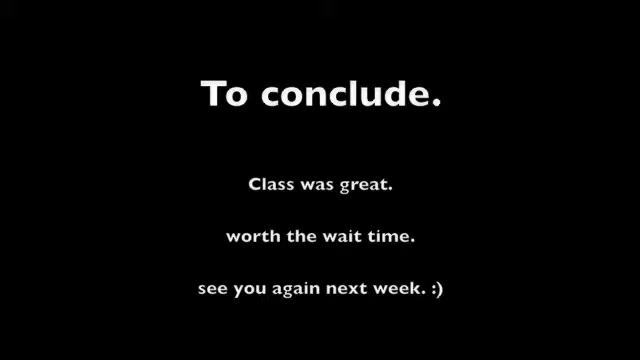 To conclude.
Class was great.
worth the wait time.
see you again next week. :)